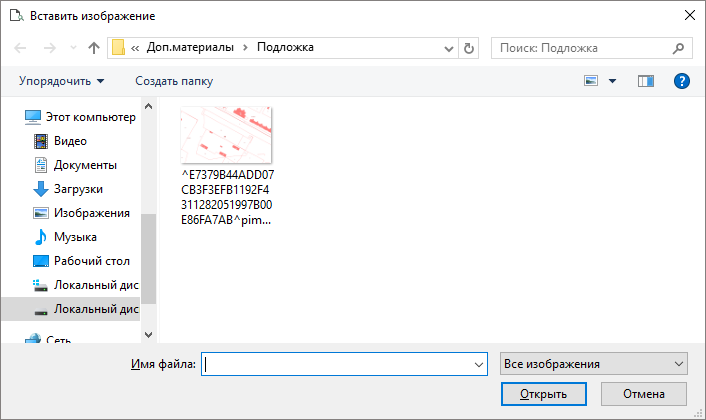 Вставить изображение
« Доп.материалы › Подложка
Поиск: Подложка
Упорядочить
Создать папку
Этот компьютер
Видео
Документы
Загрузки
Изображения
Музыка
Рабочий стол
Локальный дис
Локальный дис
Сеть
^E7379B44ADD07
CB3F3EFB1192F4
311282051997B00
E86FA7AB^pim...
Имя файла:
Все изображения
Открыть
Отмена